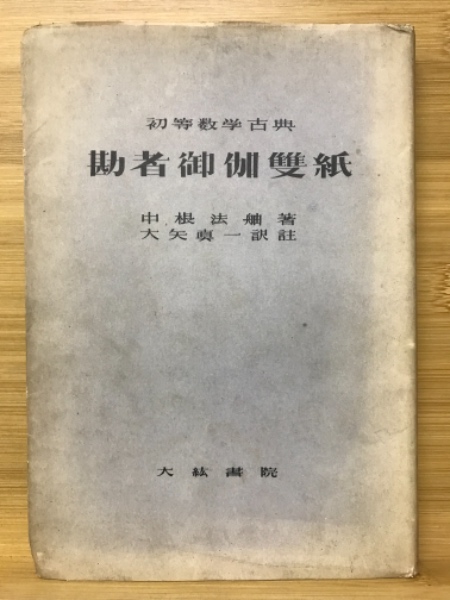 初等数学古典
勘者御伽雙紙
中根法舳著
大矢真一訳註
大紘書院